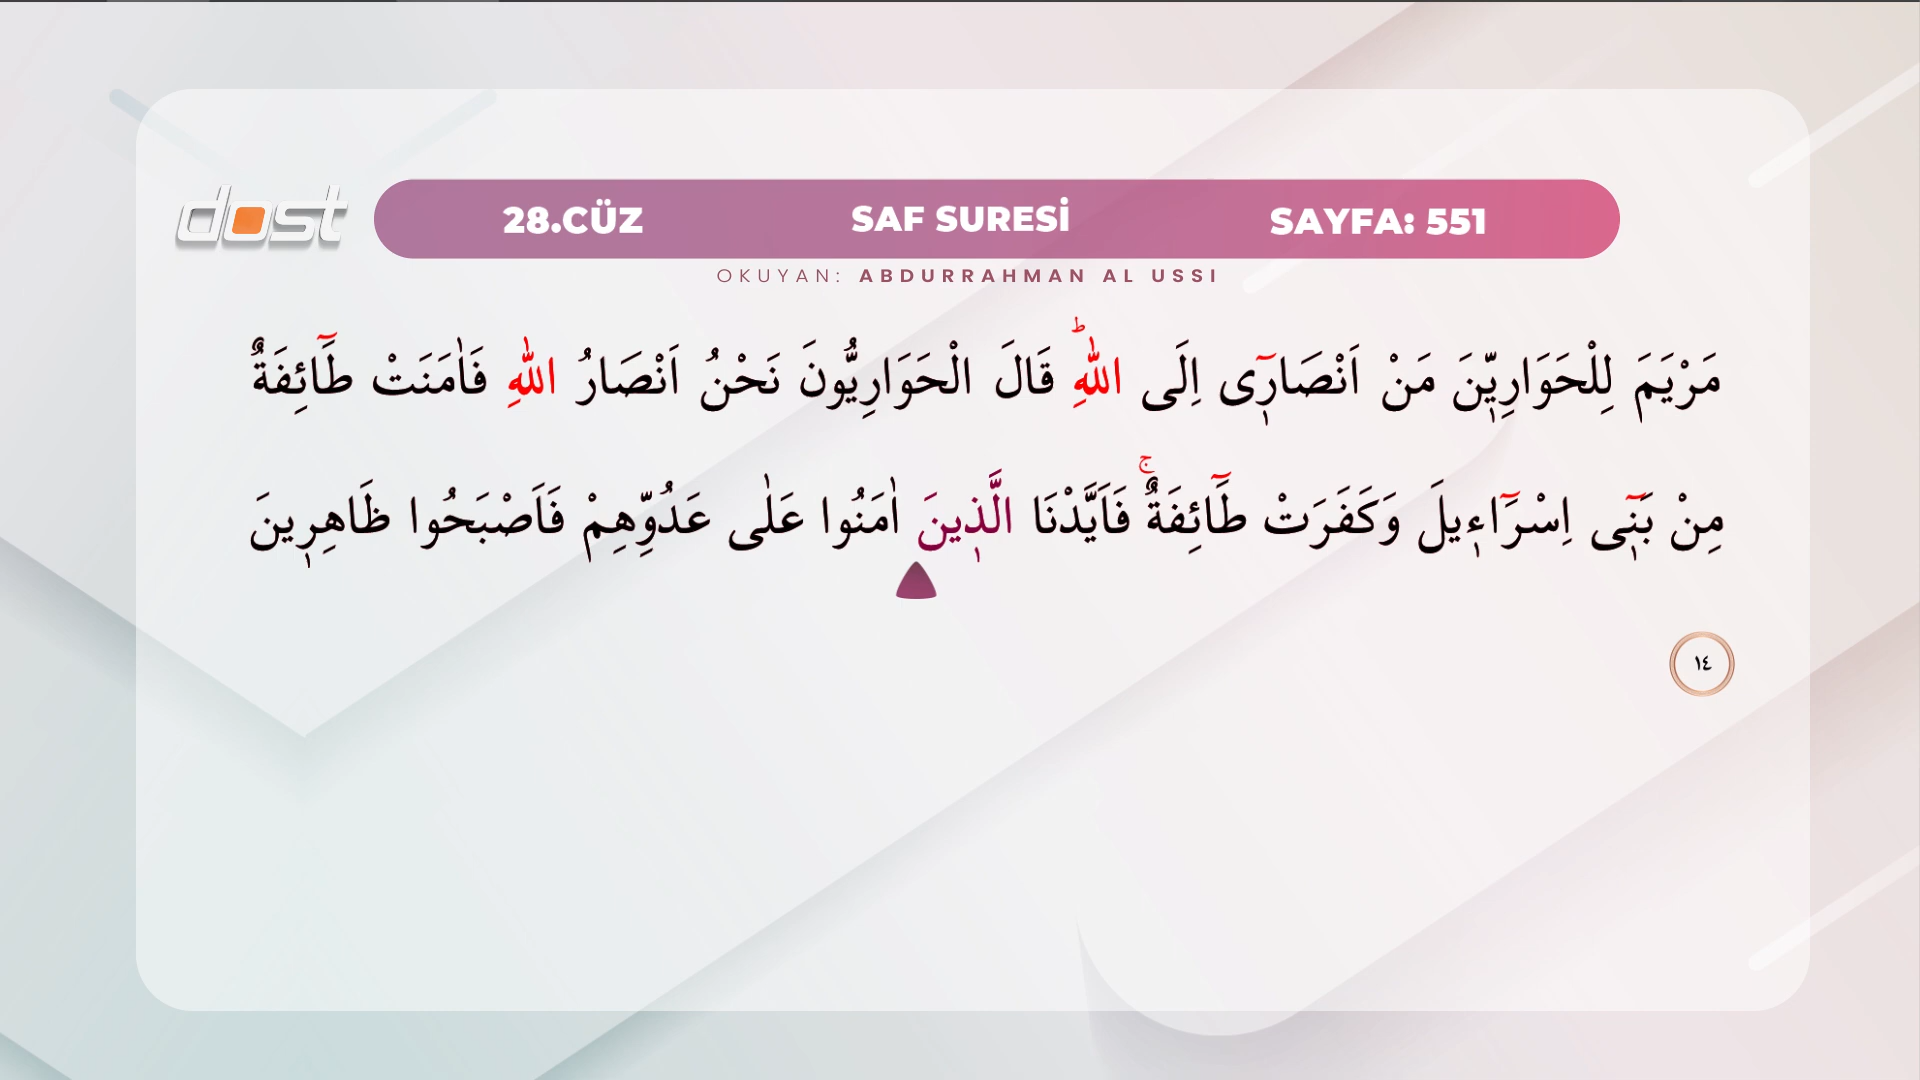 dost
28.CÜZ SAF SURESİ SAYFA: 551
OKUYAN: ABDURRAHMAN AL USSI
مَرْيَمَ لِلْحَوَارِيّ۪نَ مَنْ اَنْصَار۪ٓى اِلَى اللّٰهِۜ قَالَ الْحَوَارِيُّونَ نَحْنُ اَنْصَارُ اللّٰهِ فَاٰمَنَتْ طَٓائِفَةٌ
مِنْ بَن۪ٓى اِسْرَٓاء۪يلَ وَكَفَرَتْ طَٓائِفَةٌۚ فَاَيَّدْنَا الَّذ۪ينَ اٰمَنُوا عَلٰى عَدُوِّهِمْ فَاَصْبَحُوا ظَاهِر۪ينَ
١٤